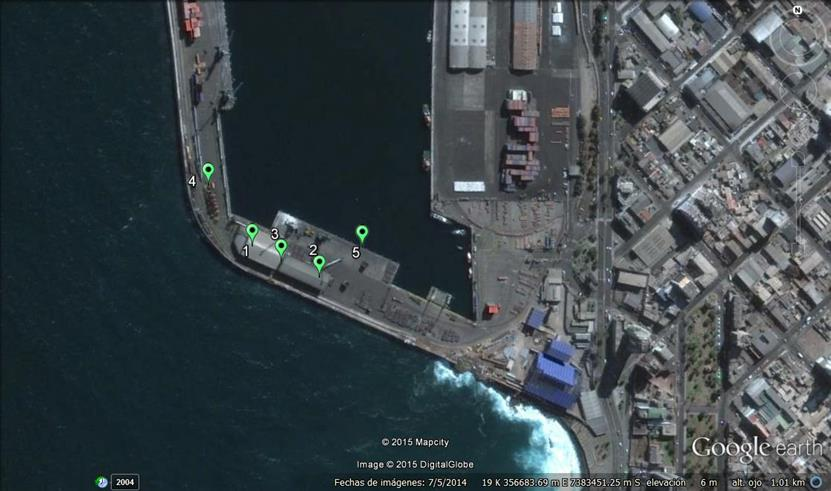 N
4
3
1
2
5
© 2015 Mapcity
Google earth
Image © 2015 DigitalGlobe
2004
Fechas de imágenes: 7/5/2014 19 K 356683.69 m E 7383451.25 m S elevación 6 m alt. ojo 1.01 km